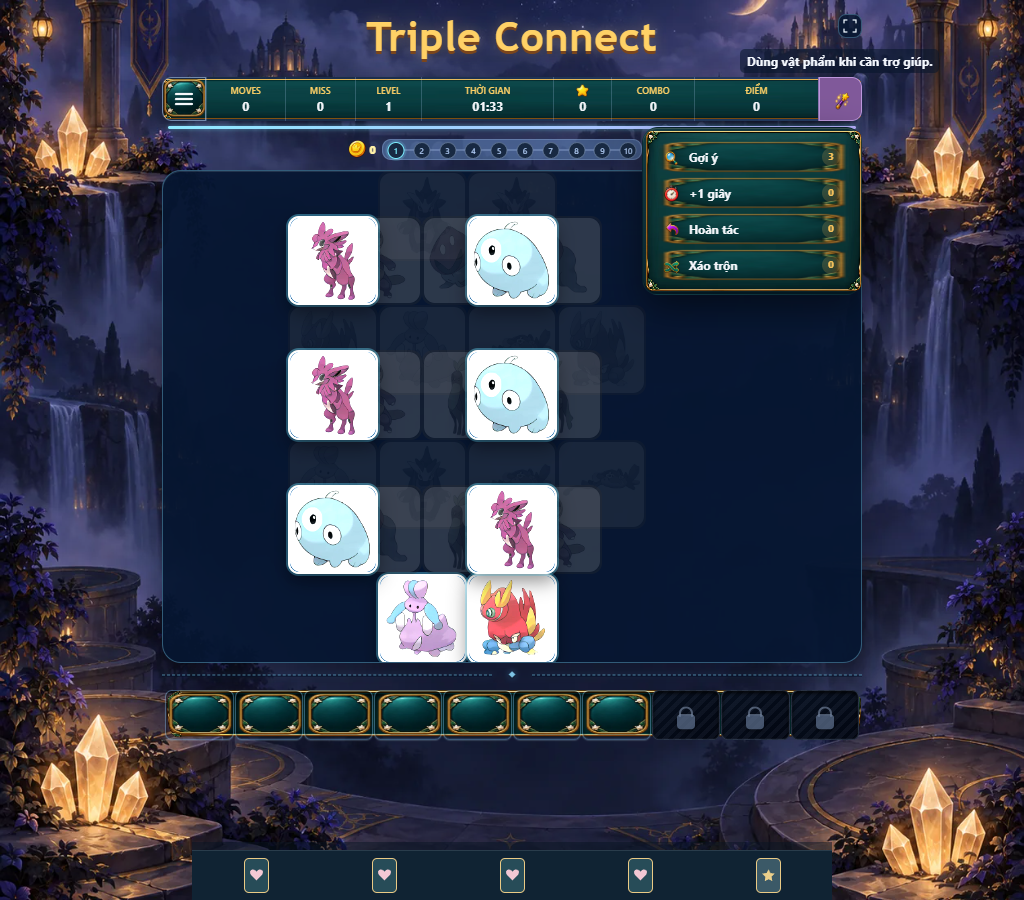 Triple Connect
Dùng vật phẩm khi cần trợ giúp.
MOVES
0
MISS
0
LEVEL
1
THỜI GIAN
01:33
0
COMBO
0
ĐIỂM
0
0
1 2 3 4 5 6 7 8 9 10
Gợi ý 3
+1 giây 0
Hoàn tác 0
Xáo trộn 0